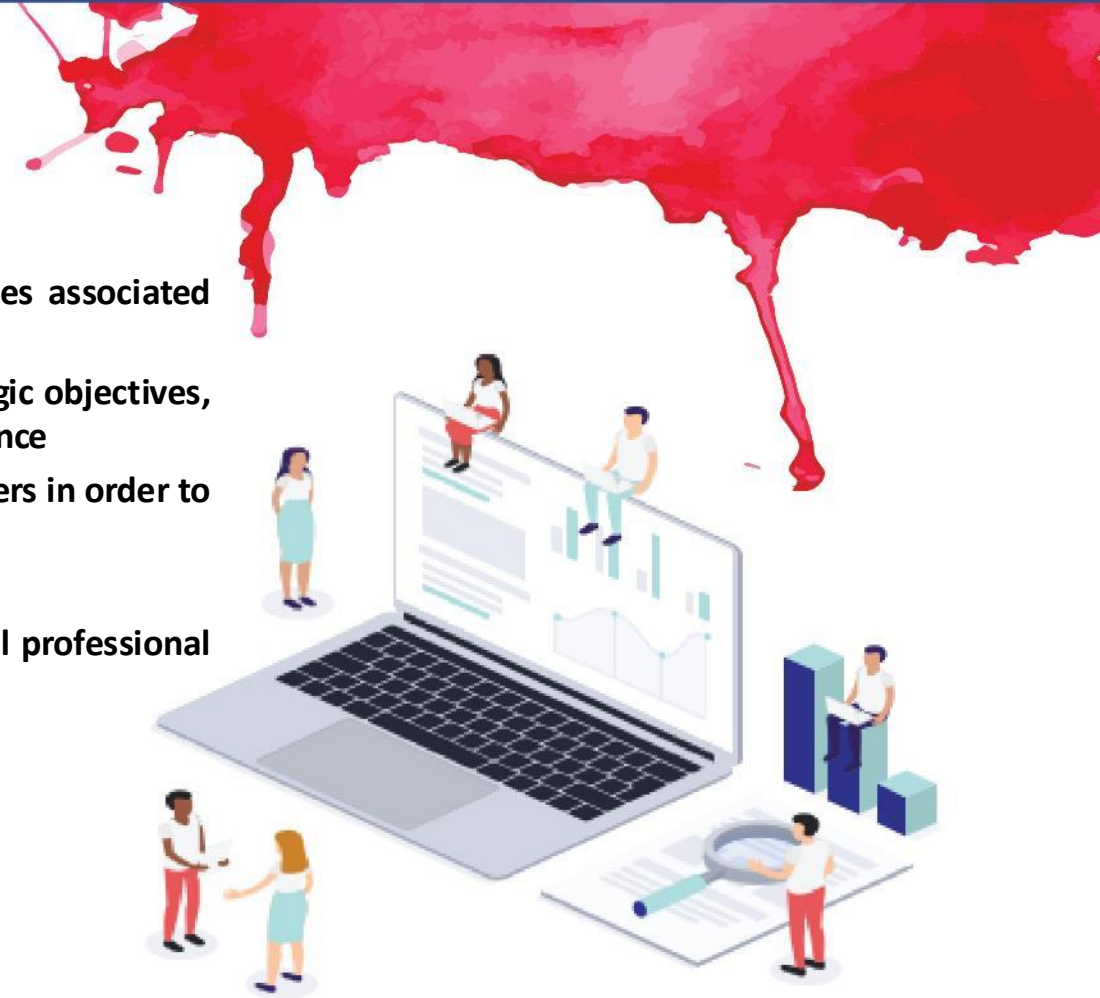 es associated
gic objectives,
nce
ers in order to
l professional